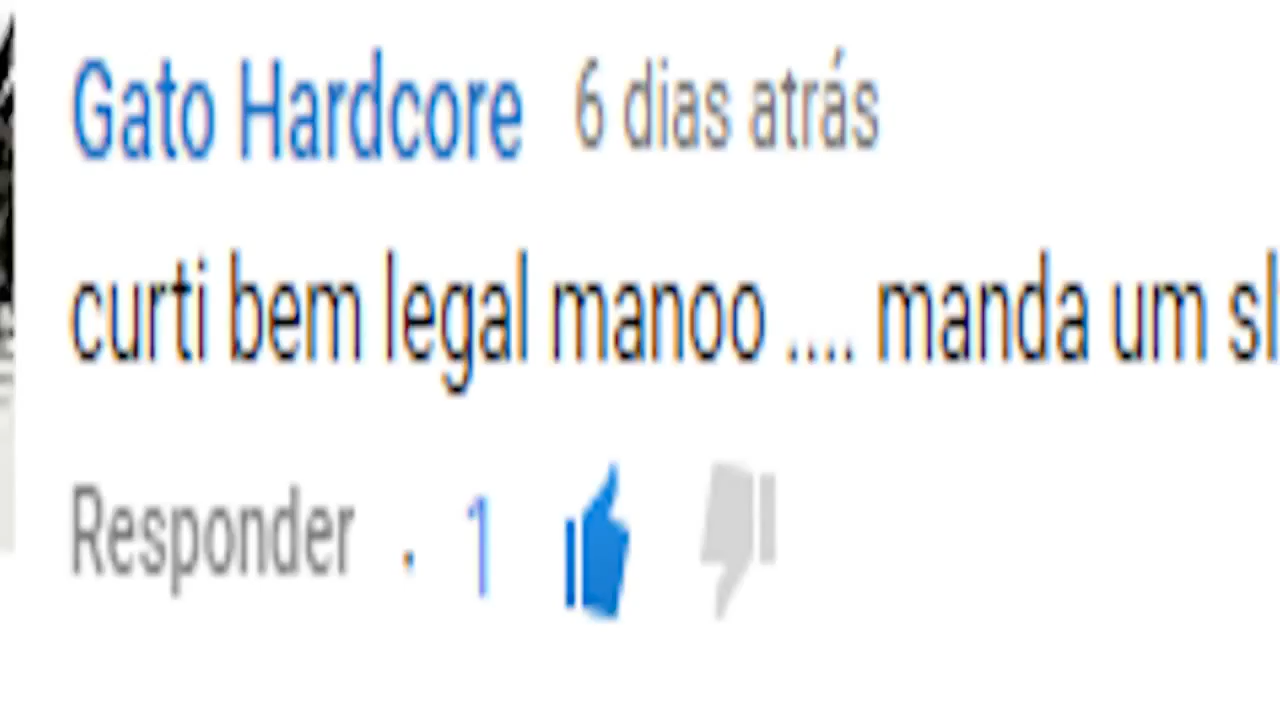 Gato Hardcore 6 dias atrás
curti bem legal manoo .... manda um
Responder · 1